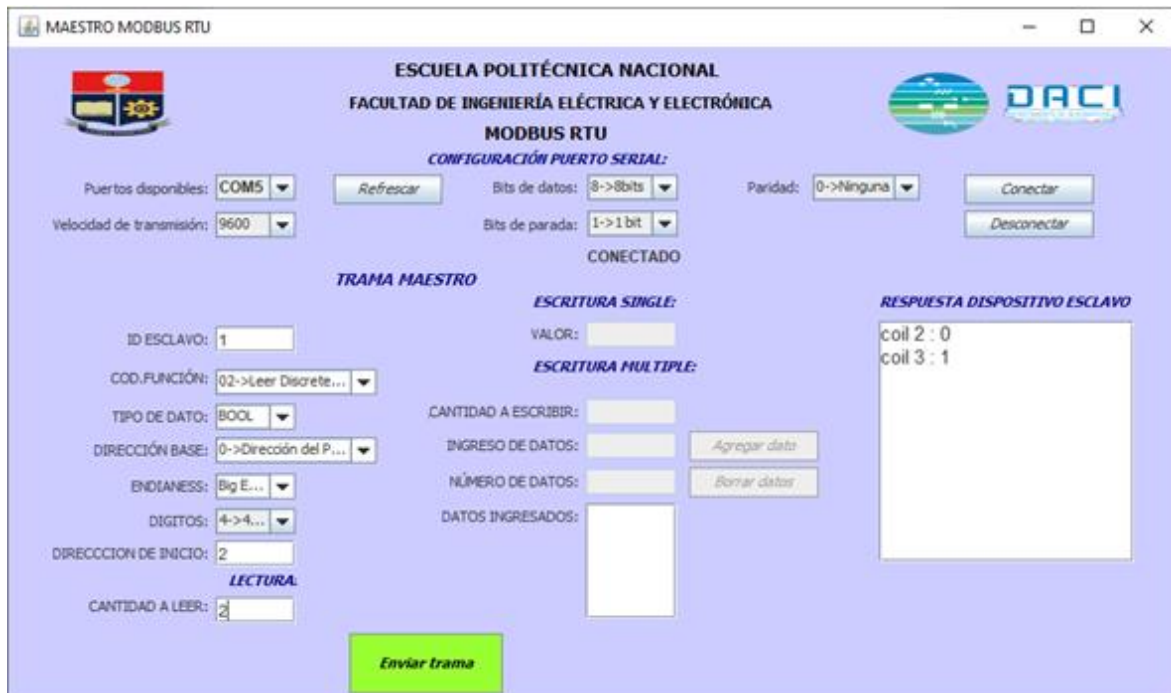 MAESTRO MODBUS RTU
ESCUELA POLITÉCNICA NACIONAL
FACULTAD DE INGENIERÍA ELÉCTRICA Y ELECTRÓNICA
MODBUS RTU
DACI
CONFIGURACIÓN PUERTO SERIAL:
Puertos disponibles: COM5 Refrescar Bits de datos: 8->8bits Paridad: 0->Ninguna Conectar
Velocidad de transmisión: 9600 Bits de parada: 1->1 bit Desconectar
CONECTADO
TRAMA MAESTRO
ESCRITURA SINGLE: RESPUESTA DISPOSITIVO ESCLAVO
ID ESCLAVO: 1 VALOR: coil 2 : 0
coil 3 : 1
ESCRITURA MULTIPLE:
COD.FUNCIÓN: 02->Leer Discrete...
TIPO DE DATO: BOOL CANTIDAD A ESCRIBIR:
DIRECCIÓN BASE: 0->Dirección del P... INGRESO DE DATOS: Agregar dato
ENDIANESS: Big E... NÚMERO DE DATOS: Borrar datos
DIGITOS: 4->4... DATOS INGRESADOS:
DIRECCCION DE INICIO: 2
LECTURA:
CANTIDAD A LEER: 2
Enviar trama